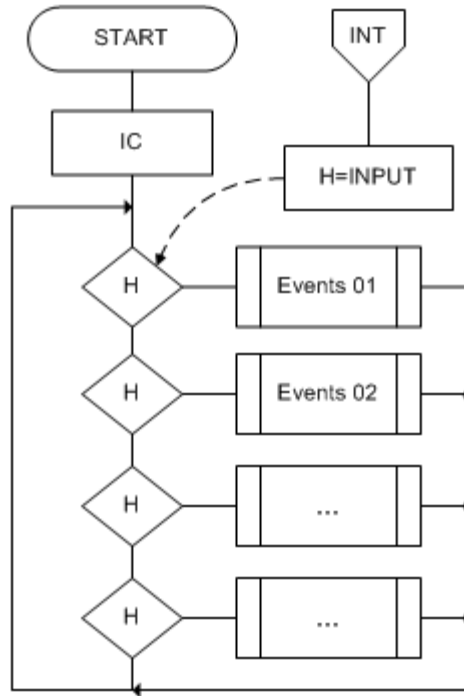 START
INT
IC
H=INPUT
H
Events 01
H
Events 02
H
...
H
...